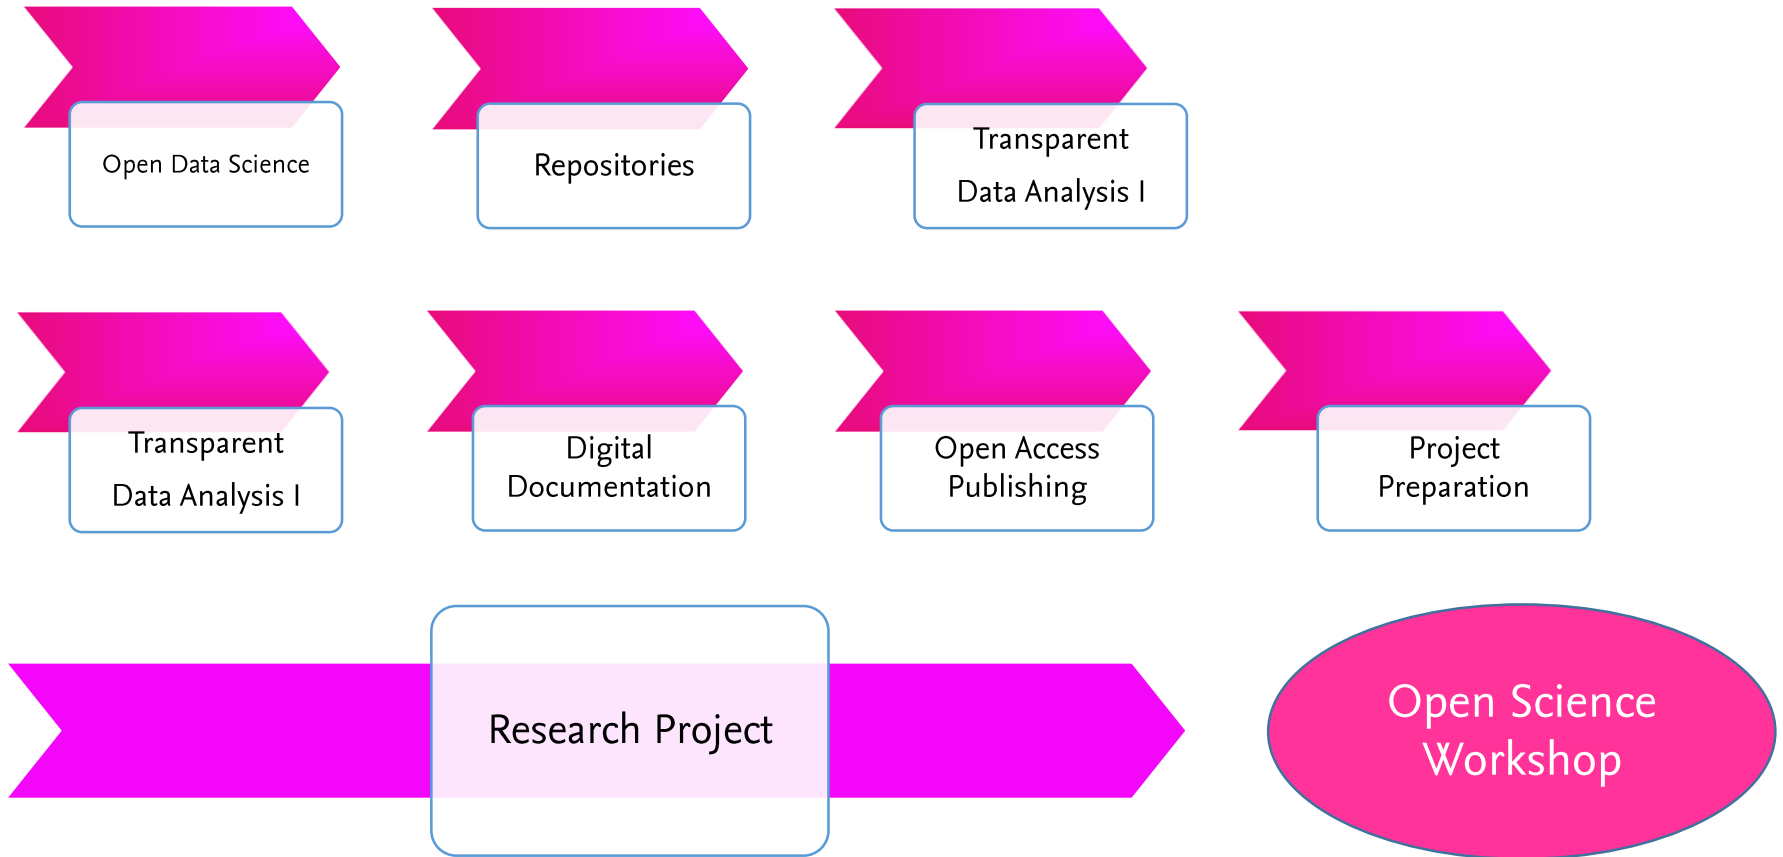 Open Data Science
Repositories
Transparent
Data Analysis I
Transparent
Data Analysis I
Digital
Documentation
Open Access
Publishing
Project
Preparation
Research Project
Open Science
Workshop